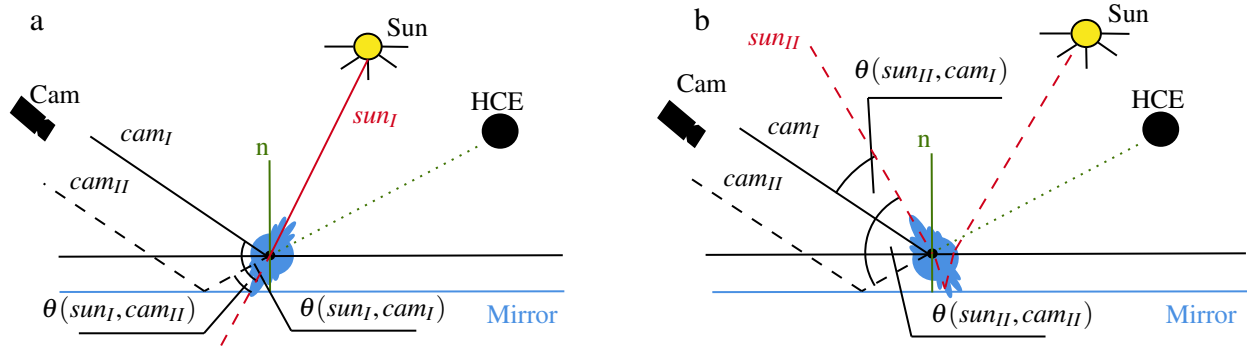 a
Sun
Cam
sun_I
HCE
cam_I
n
cam_II
θ(sun_I, cam_II)
θ(sun_I, cam_I)
Mirror
b
sun_II
Sun
θ(sun_II, cam_I)
Cam
HCE
cam_I
n
cam_II
θ(sun_II, cam_II)
Mirror